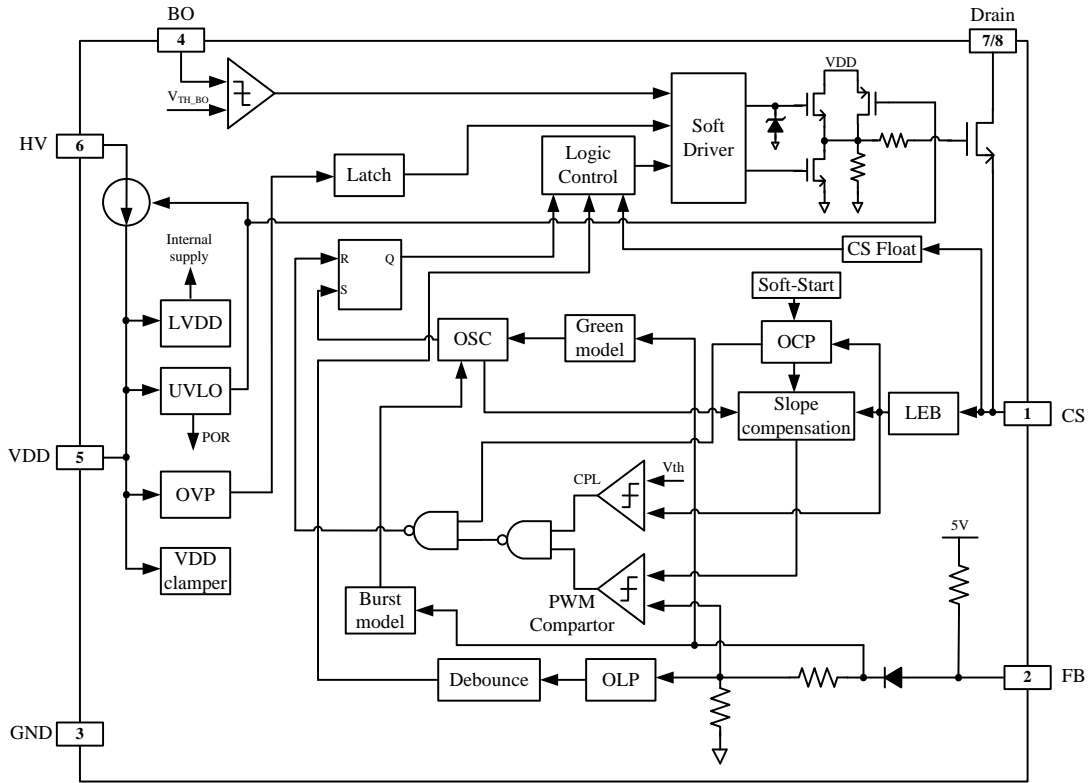 BO
4
Drain
7/8
VDD
V_TH_BO
HV
6
Soft
Driver
Logic
Control
Latch
Internal
supply
CS Float
R
Q
S
Soft-Start
LVDD
OSC
Green
model
OCP
UVLO
Slope
compensation
LEB
1
CS
POR
VDD
5
OVP
CPL
Vth
5V
VDD
clamper
Burst
model
PWM
Compartor
Debounce
OLP
2
FB
GND
3